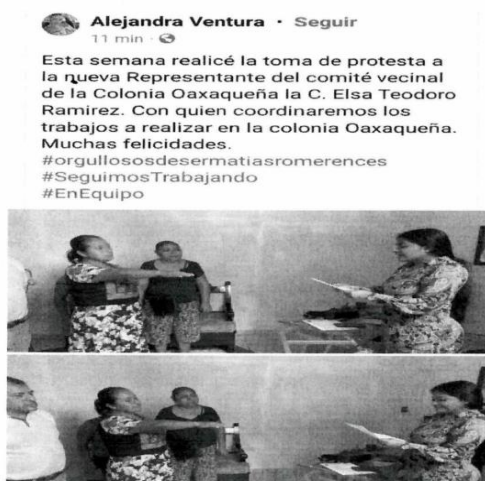 Alejandra Ventura · Seguir
11 min ·
Esta semana realicé la toma de protesta a
la nueva Representante del comité vecinal
de la Colonia Oaxaqueña la C. Elsa Teodoro
Ramirez. Con quien coordinaremos los
trabajos a realizar en la colonia Oaxaqueña.
Muchas felicidades.
#orgullososdesermatiasromerences
#SeguimosTrabajando
#EnEquipo